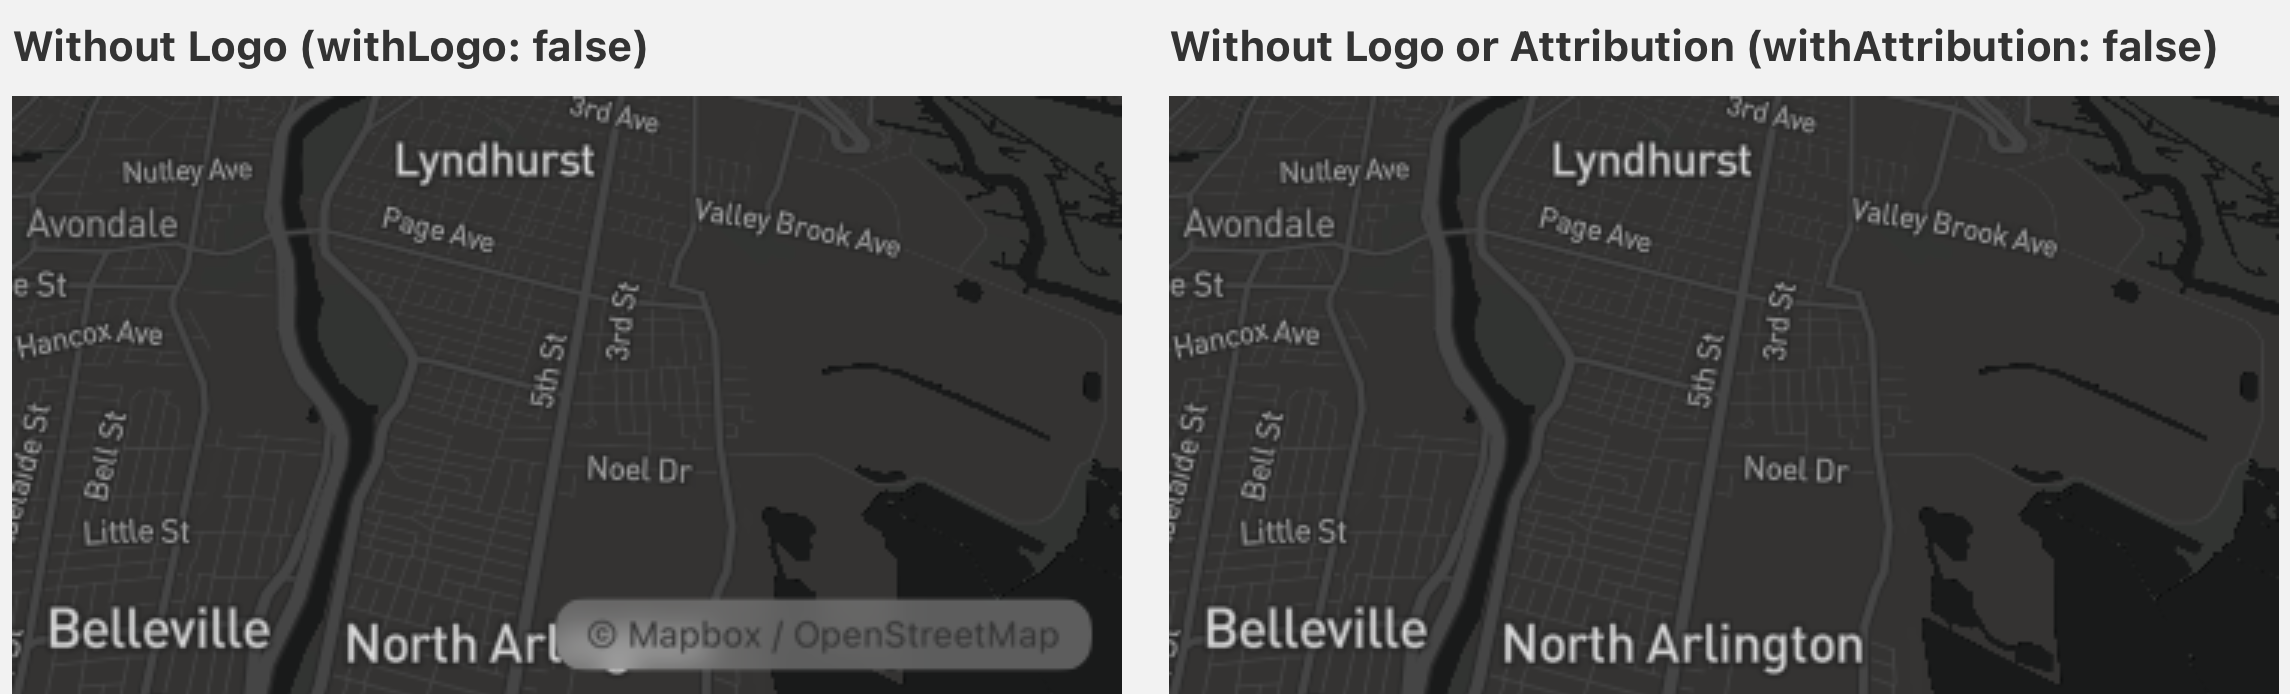 Without Logo (withLogo: false)
3rd Ave
Lyndhurst
Nutley Ave
Avondale
Page Ave
Valley Brook Ave
e St
3rd St
Hancox Ave
5th St
Bell St
Noel Dr
Little St
Belleville
North Arl
© Mapbox / OpenStreetMap
Without Logo or Attribution (withAttribution: false)
3rd Ave
Lyndhurst
Nutley Ave
Avondale
Page Ave
Valley Brook Ave
e St
3rd St
Hancox Ave
5th St
Bell St
Noel Dr
Little St
Belleville
North Arlington